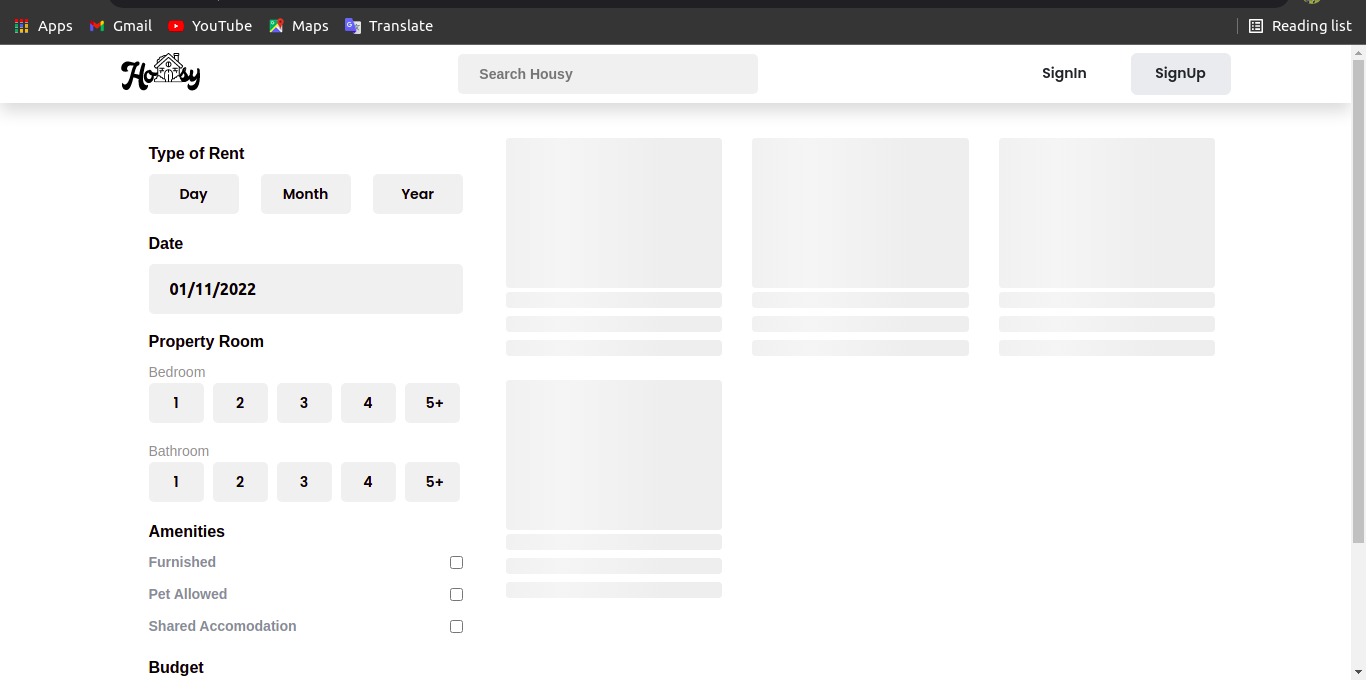 Apps Gmail YouTube Maps Translate Reading list
Housy Search Housy SignIn SignUp
Type of Rent
Day Month Year
Date
01/11/2022
Property Room
Bedroom
1 2 3 4 5+
Bathroom
1 2 3 4 5+
Amenities
Furnished
Pet Allowed
Shared Accomodation
Budget